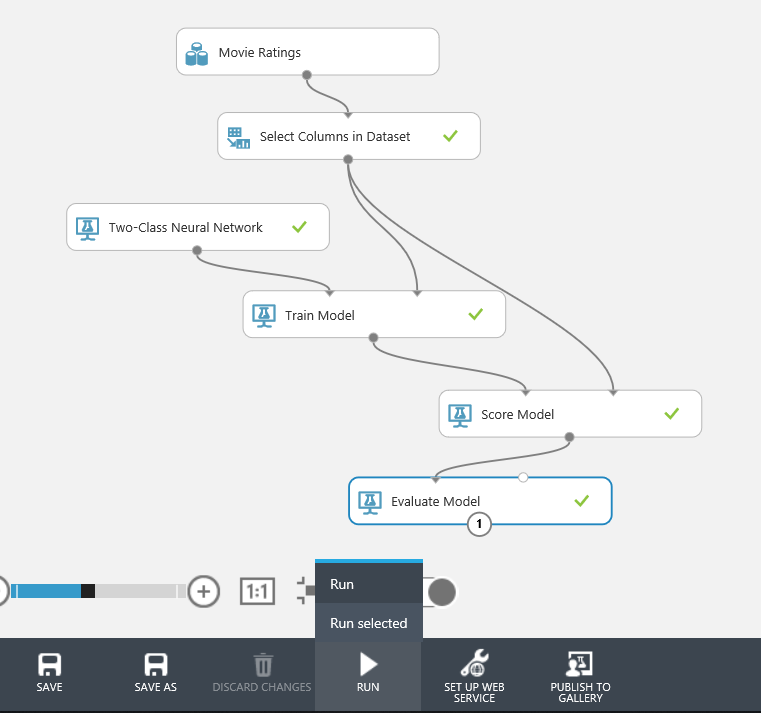 Movie Ratings
Select Columns in Dataset
Two-Class Neural Network
Train Model
Score Model
Evaluate Model
1
1:1
Run
Run selected
SAVE
SAVE AS
DISCARD CHANGES
RUN
SET UP WEB
SERVICE
PUBLISH TO
GALLERY